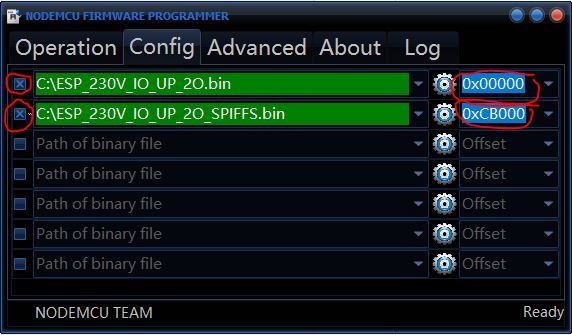 NODEMCU FIRMWARE PROGRAMMER
Operation Config Advanced About Log
C:\ESP_230V_IO_UP_2O.bin 0x00000
C:\ESP_230V_IO_UP_2O_SPIFFS.bin 0xCB000
Path of binary file Offset
Path of binary file Offset
Path of binary file Offset
Path of binary file Offset
Path of binary file Offset
NODEMCU TEAM Ready